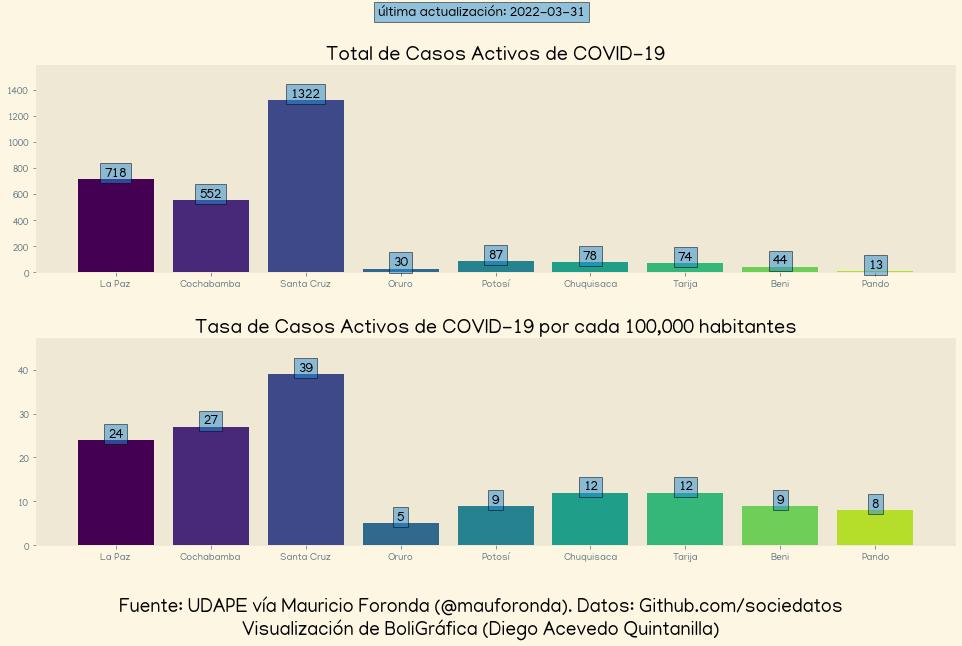 última actualización: 2022-03-31
Total de Casos Activos de COVID-19
1400
1200
1000
800
600
400
200
0
718
552
1322
30
87
78
74
44
13
La Paz
Cochabamba
Santa Cruz
Oruro
Potosí
Chuquisaca
Tarija
Beni
Pando
Tasa de Casos Activos de COVID-19 por cada 100,000 habitantes
40
30
20
10
0
24
27
39
5
9
12
12
9
8
La Paz
Cochabamba
Santa Cruz
Oruro
Potosí
Chuquisaca
Tarija
Beni
Pando
Fuente: UDAPE vía Mauricio Foronda (@mauforonda). Datos: Github.com/sociedatos
Visualización de BoliGráfica (Diego Acevedo Quintanilla)